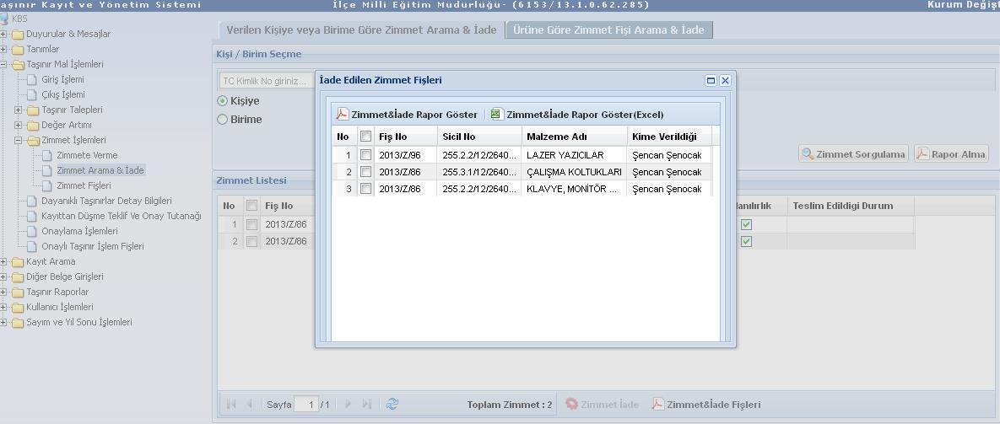 aşınır Kayıt ve Yönetim Sistemi
İlçe Milli Eğitim Müdürlüğü- (6153/13.1.0.62.285)
Kurum Değişt
KBS
Duyurular & Mesajlar
Tanımlar
Taşınır Mal İşlemleri
Giriş İşlemi
Çıkış İşlemi
Taşınır Talepleri
Değer Artımı
Zimmet İşlemleri
Zimmete Verme
Zimmet Arama & İade
Zimmet Fişleri
Dayanıklı Taşınırlar Detay Bilgileri
Kayıttan Düşme Teklif Ve Onay Tutanağı
Onaylama İşlemleri
Onaylı Taşınır İşlem Fişleri
Kayıt Arama
Diğer Belge Girişleri
Taşınır Raporlar
Kullanıcı İşlemleri
Sayım ve Yıl Sonu İşlemleri
Verilen Kişiye veya Birime Göre Zimmet Arama & İade
Ürüne Göre Zimmet Fişi Arama & İade
Kişi / Birim Seçme
TC Kimlik No giriniz...
Kişiye
Birime
Zimmet Sorgulama
Rapor Alma
Zimmet Listesi
No Fiş No lanılırlık Teslim Edildigi Durum
1 2013/Z/86
2 2013/Z/86
İade Edilen Zimmet Fişleri
Zimmet&İade Rapor Göster
Zimmet&İade Rapor Göster(Excel)
No Fiş No Sicil No Malzeme Adı Kime Verildiği
1 2013/Z/96 255.2.2/12/2640... LAZER YAZICILAR Şencan Şenocak
2 2013/Z/86 255.3.1/12/2640... ÇALIŞMA KOLTUKLARI Şencan Şenocak
3 2013/Z/86 255.2.2/12/2640... KLAVYE, MONİTÖR ... Şencan Şenocak
Sayfa 1 /1
Toplam Zimmet : 2
Zimmet İade
Zimmet&İade Fişleri